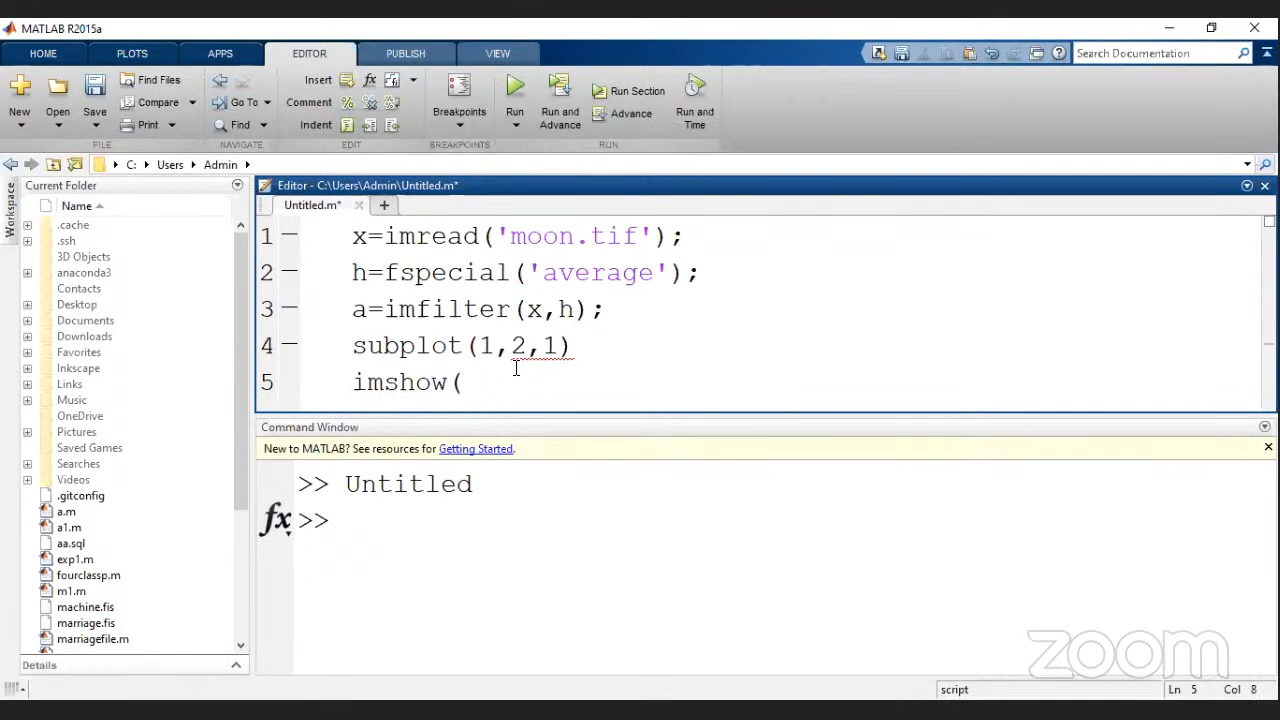 MATLAB R2015a
HOME PLOTS APPS EDITOR PUBLISH VIEW Search Documentation
New Open Save Find Files Compare Print Go To Find Insert Comment Indent Breakpoints Run Run and Advance Run Section Advance Run and Time
FILE NAVIGATE EDIT BREAKPOINTS RUN
C: Users Admin
Workspace
Current Folder
Name
.cache
.ssh
3D Objects
anaconda3
Contacts
Desktop
Documents
Downloads
Favorites
Inkscape
Links
Music
OneDrive
Pictures
Saved Games
Searches
Videos
.gitconfig
a.m
a1.m
aa.sql
exp1.m
fourclassp.m
m1.m
machine.fis
marriage.fis
marriagefile.m
Details
Editor - C:\Users\Admin\Untitled.m*
Untitled.m*
1 x=imread('moon.tif');
2 h=fspecial('average');
3 a=imfilter(x,h);
4 subplot(1,2,1)
5 imshow(
Command Window
New to MATLAB? See resources for Getting Started.
>> Untitled
fx >>
zoom
script Ln 5 Col 8